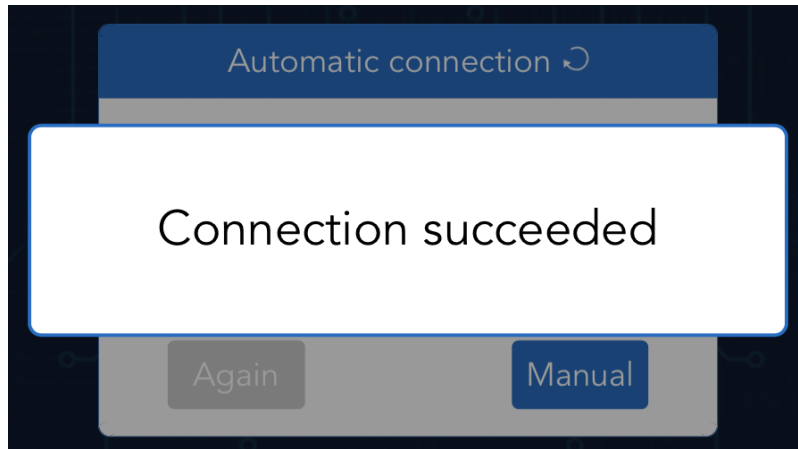 Automatic connection
Connection succeeded
Again
Manual